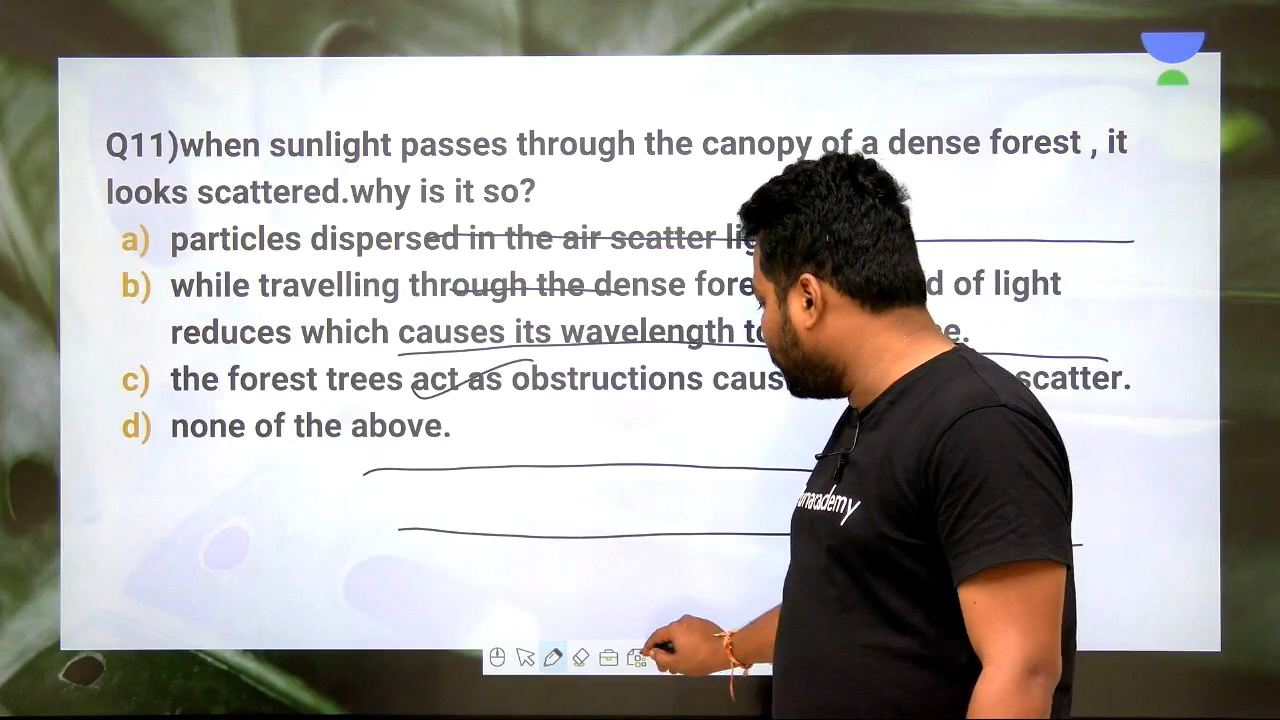 Q11)when sunlight passes through the canopy of a dense forest , it
looks scattered.why is it so?
a) particles dispersed in the air scatter
b) while travelling through the dense of light
reduces which causes its wavelength
c) the forest trees act as obstructions scatter.
d) none of the above.
unacademy